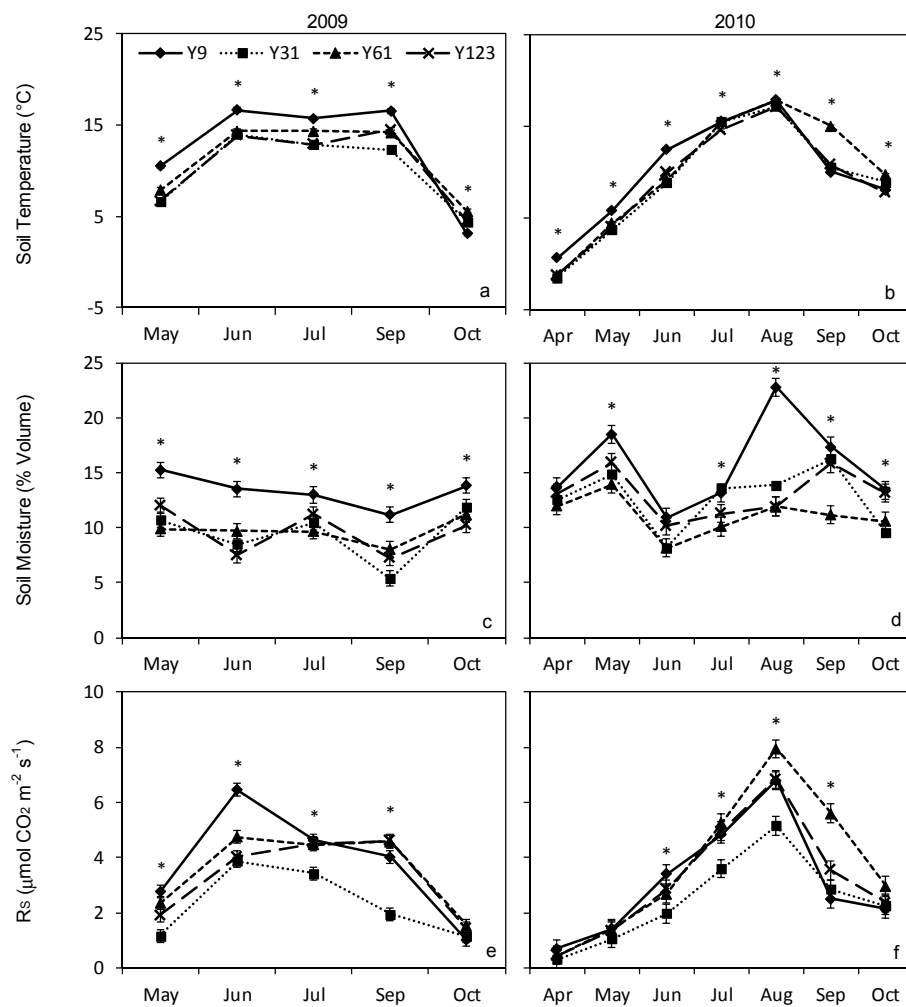 2009
2010
Soil Temperature (°C)
25
15
5
-5
Y9 Y31 Y61 Y123
* * * * *
a
May Jun Jul Sep Oct
* * * * * * *
b
Apr May Jun Jul Aug Sep Oct
Soil Moisture (% Volume)
25
20
15
10
5
0
* * * * *
c
May Jun Jul Sep Oct
* * * * *
d
Apr May Jun Jul Aug Sep Oct
Rs (µmol CO2 m-2 s-1)
10
8
6
4
2
0
* * * *
e
May Jun Jul Sep Oct
* * * *
f
Apr May Jun Jul Aug Sep Oct